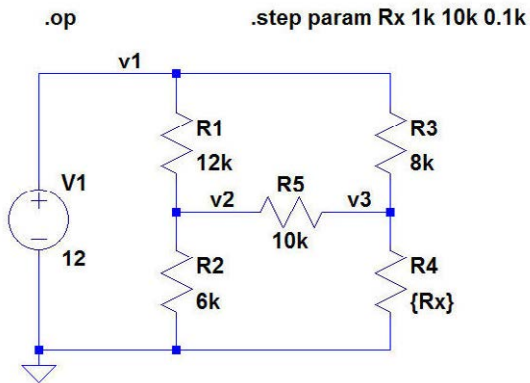 .op .step param Rx 1k 10k 0.1k
v1
R1 R3
12k 8k
V1 R5
v2 v3
12 10k
R2 R4
6k {Rx}